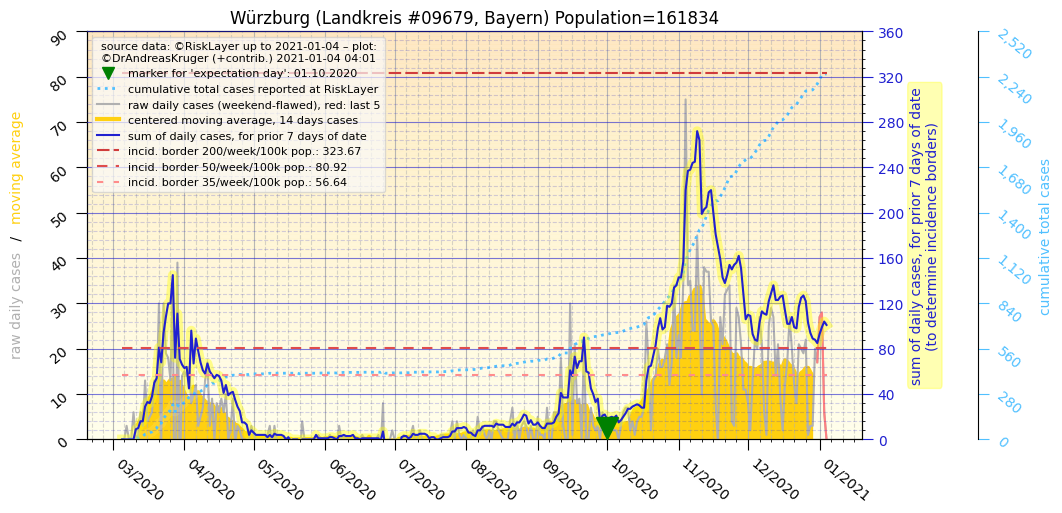 Würzburg (Landkreis #09679, Bayern) Population=161834
source data: ©RiskLayer up to 2021-01-04 – plot:
©DrAndreasKruger (+contrib.) 2021-01-04 04:01
marker for 'expectation day': 01.10.2020
cumulative total cases reported at RiskLayer
raw daily cases (weekend-flawed), red: last 5
centered moving average, 14 days cases
sum of daily cases, for prior 7 days of date
incid. border 200/week/100k pop.: 323.67
incid. border 50/week/100k pop.: 80.92
incid. border 35/week/100k pop.: 56.64
raw daily cases / moving average
90
80
70
60
50
40
30
20
10
0
03/2020
04/2020
05/2020
06/2020
07/2020
08/2020
09/2020
10/2020
11/2020
12/2020
01/2021
360
320
280
240
200
160
120
80
40
0
sum of daily cases, for prior 7 days of date
(to determine incidence borders)
2,520
2,240
1,960
1,680
1,400
1,120
840
560
280
0
cumulative total cases